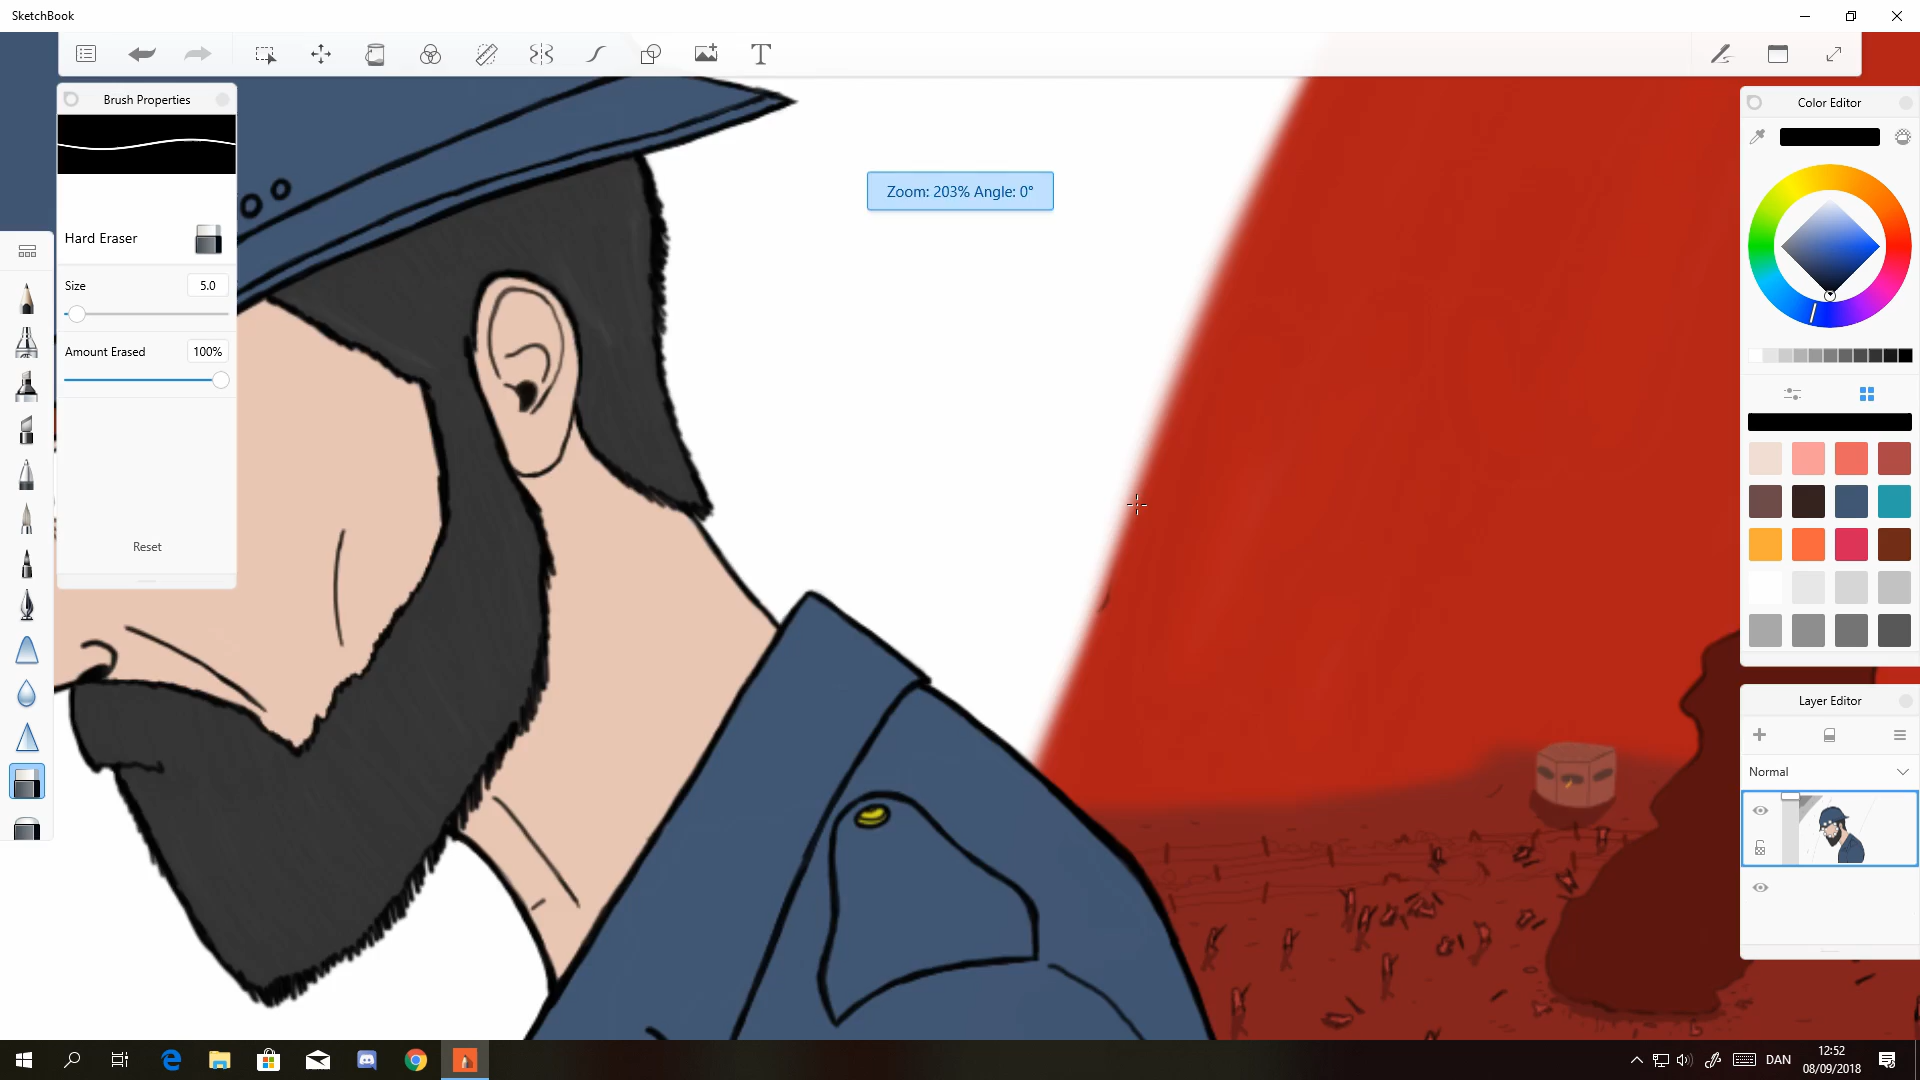 SketchBook
Brush Properties
Hard Eraser
Size 5.0
Amount Erased 100%
Reset
Zoom: 203% Angle: 0°
Color Editor
Layer Editor
Normal
DAN
12:52
08/09/2018